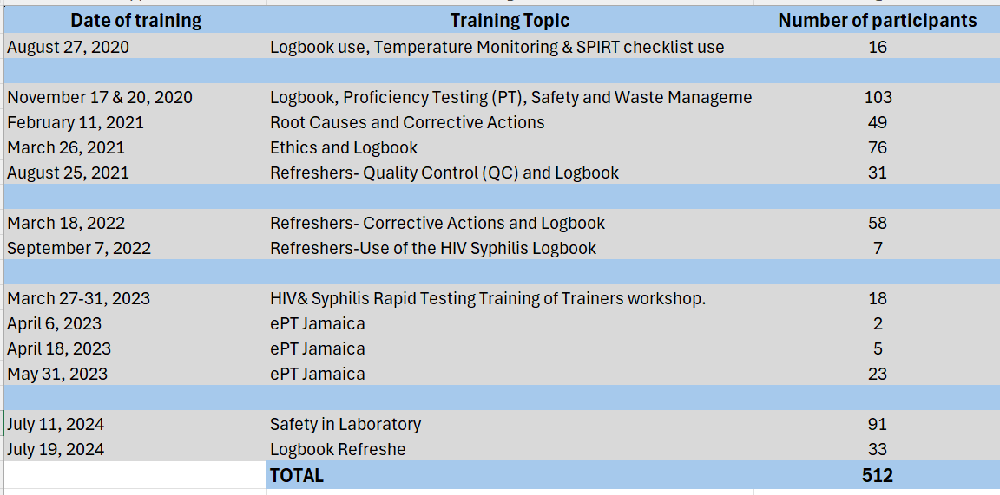 Date of training Training Topic Number of participants
August 27, 2020 Logbook use, Temperature Monitoring & SPIRT checklist use 16
November 17 & 20, 2020 Logbook, Proficiency Testing (PT), Safety and Waste Manageme 103
February 11, 2021 Root Causes and Corrective Actions 49
March 26, 2021 Ethics and Logbook 76
August 25, 2021 Refreshers- Quality Control (QC) and Logbook 31
March 18, 2022 Refreshers- Corrective Actions and Logbook 58
September 7, 2022 Refreshers-Use of the HIV Syphilis Logbook 7
March 27-31, 2023 HIV& Syphilis Rapid Testing Training of Trainers workshop. 18
April 6, 2023 ePT Jamaica 2
April 18, 2023 ePT Jamaica 5
May 31, 2023 ePT Jamaica 23
July 11, 2024 Safety in Laboratory 91
July 19, 2024 Logbook Refreshe 33
TOTAL 512